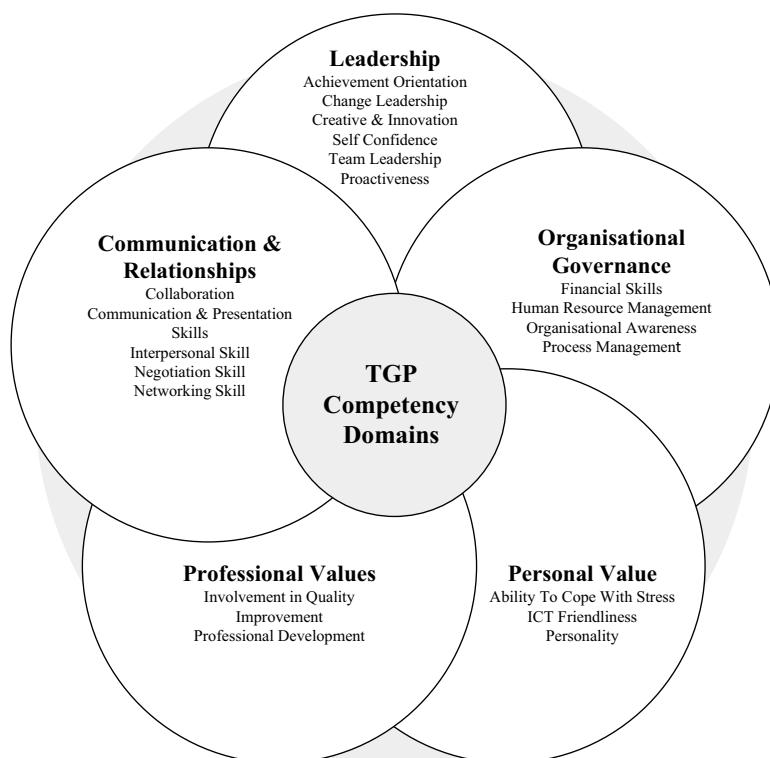 Leadership
Achievement Orientation
Change Leadership
Creative & Innovation
Self Confidence
Team Leadership
Proactiveness
Communication &
Relationships
Collaboration
Communication & Presentation
Skills
Interpersonal Skill
Negotiation Skill
Networking Skill
Organisational
Governance
Financial Skills
Human Resource Management
Organisational Awareness
Process Management
TGP
Competency
Domains
Professional Values
Involvement in Quality
Improvement
Professional Development
Personal Value
Ability To Cope With Stress
ICT Friendliness
Personality